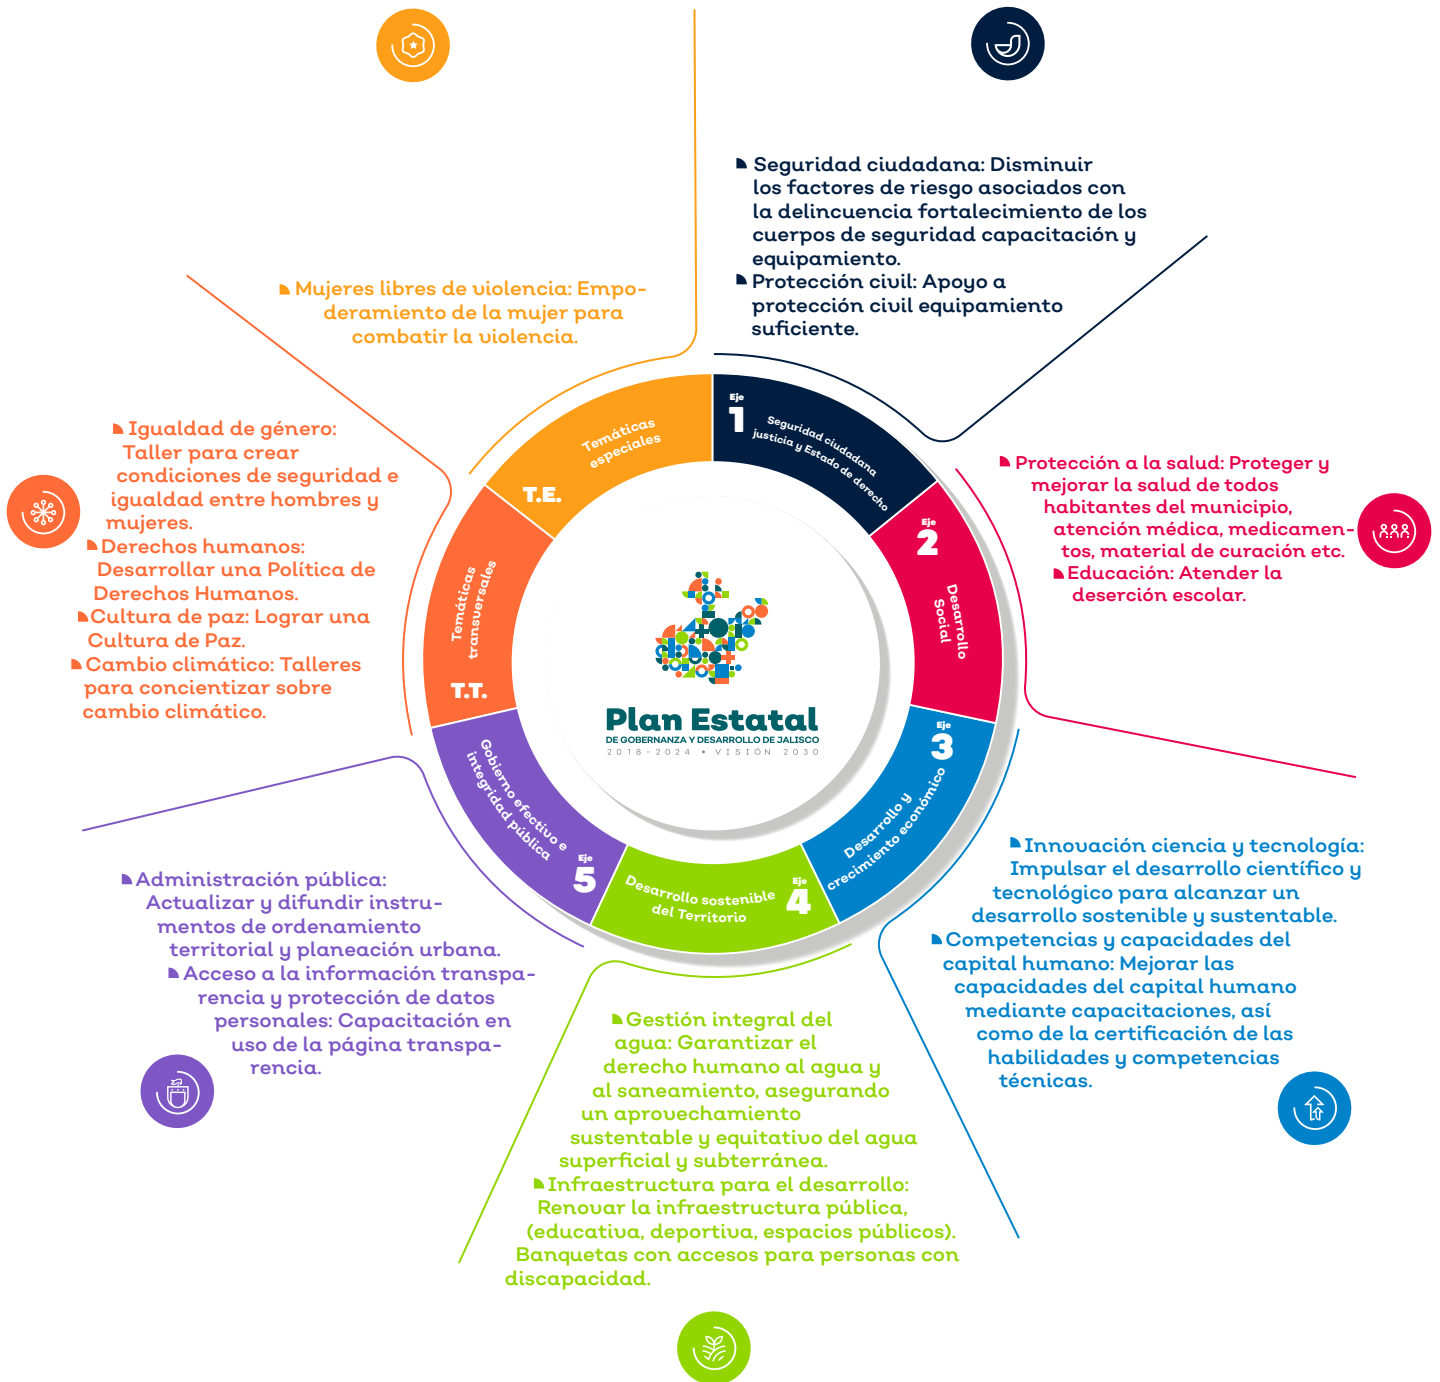 Seguridad ciudadana: Disminuir
los factores de riesgo asociados con
la delincuencia fortalecimiento de los
cuerpos de seguridad capacitación y
equipamiento.
Protección civil: Apoyo a
protección civil equipamiento
suficiente.
Mujeres libres de violencia: Empo-
deramiento de la mujer para
combatir la violencia.
Igualdad de género:
Taller para crear
condiciones de seguridad e
igualdad entre hombres y
mujeres.
Derechos humanos:
Desarrollar una Política de
Derechos Humanos.
Cultura de paz: Lograr una
Cultura de Paz.
Cambio climático: Talleres
para concientizar sobre
cambio climático.
Protección a la salud: Proteger y
mejorar la salud de todos
habitantes del municipio,
atención médica, medicamen-
tos, material de curación etc.
Educación: Atender la
deserción escolar.
Temáticas
especiales
T.E.
Eje
1
Seguridad ciudadana
justicia y Estado de derecho
Eje
2
Desarrollo
Social
Temáticas
transversales
T.T.
Plan Estatal
DE GOBERNANZA Y DESARROLLO DE JALISCO
2018-2024 • VISIÓN 2030
Eje
3
Desarrollo y
crecimiento económico
Gobierno efectivo e
integridad pública
Eje
5
Desarrollo sostenible
del Territorio
Eje
4
Administración pública:
Actualizar y difundir instru-
mentos de ordenamiento
territorial y planeación urbana.
Acceso a la información transpa-
rencia y protección de datos
personales: Capacitación en
uso de la página transpa-
rencia.
Innovación ciencia y tecnología:
Impulsar el desarrollo científico y
tecnológico para alcanzar un
desarrollo sostenible y sustentable.
Competencias y capacidades del
capital humano: Mejorar las
capacidades del capital humano
mediante capacitaciones, así
como de la certificación de las
habilidades y competencias
técnicas.
Gestión integral del
agua: Garantizar el
derecho humano al agua y
al saneamiento, asegurando
un aprovechamiento
sustentable y equitativo del agua
superficial y subterránea.
Infraestructura para el desarrollo:
Renovar la infraestructura pública,
(educativa, deportiva, espacios públicos).
Banquetas con accesos para personas con
discapacidad.